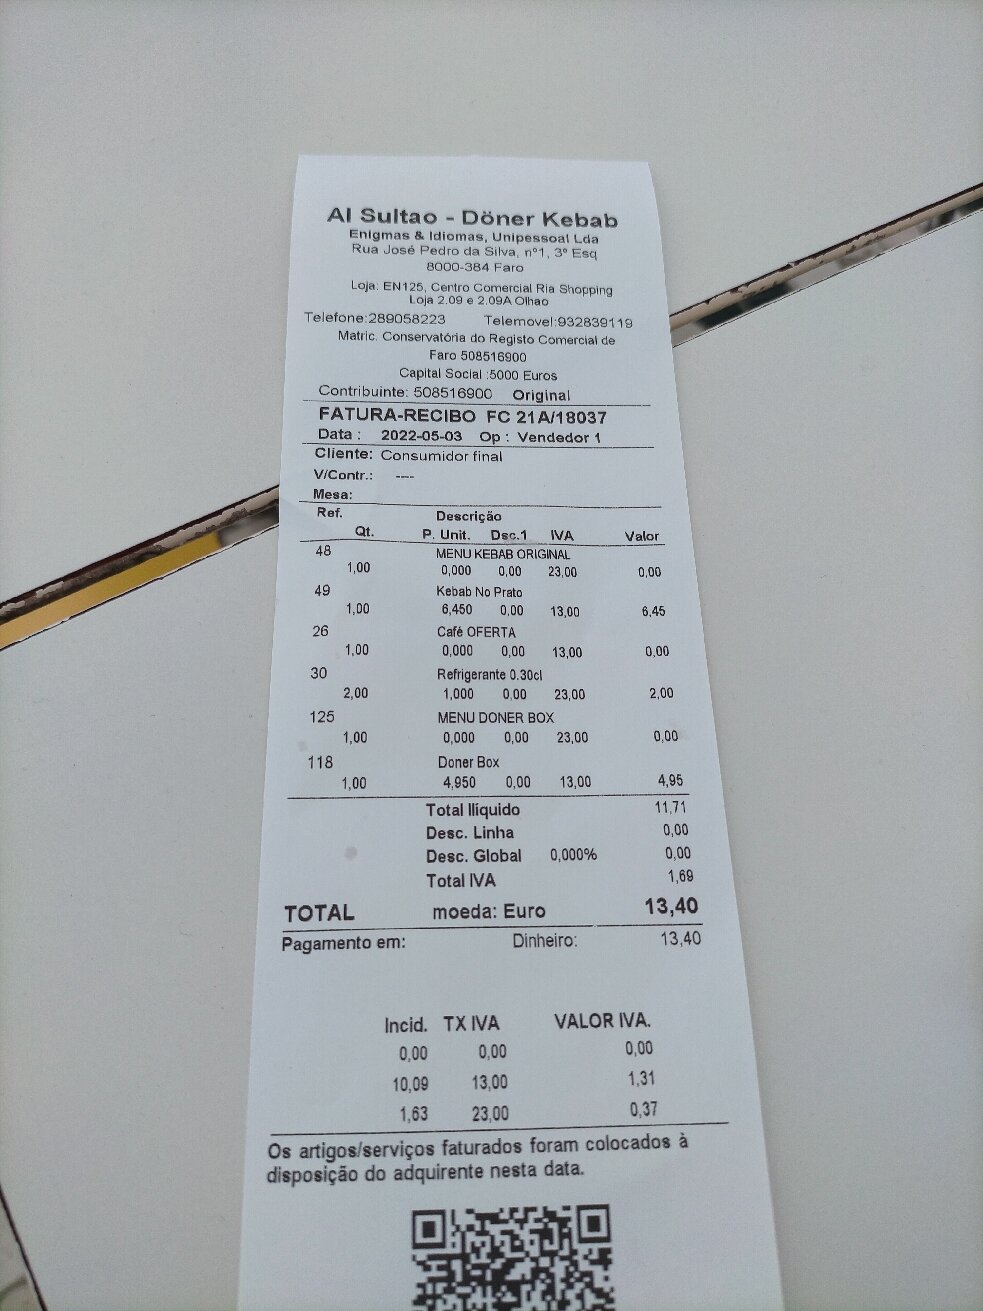 Al Sultao - Döner Kebab
Enigmas & Idiomas, Unipessoal Lda
Rua José Pedro da Silva, nº1, 3º Esq
8000-384 Faro
Loja: EN125, Centro Comercial Ria Shopping
Loja 2.09 e 2.09A Olhao
Telefone:289058223 Telemovel:932839119
Matric. Conservatória do Registo Comercial de
Faro 508516900
Capital Social :5000 Euros
Contribuinte: 508516900 Original
FATURA-RECIBO FC 21A/18037
Data : 2022-05-03 Op : Vendedor 1
Cliente: Consumidor final
V/Contr.: ----
Mesa:
Ref. Descrição
Qt. P. Unit. Dsc.1 IVA Valor
48 MENU KEBAB ORIGINAL
1,00 0,000 0,00 23,00 0,00
49 Kebab No Prato
1,00 6,450 0,00 13,00 6,45
26 Café OFERTA
1,00 0,000 0,00 13,00 0,00
30 Refrigerante 0.30cl
2,00 1,000 0,00 23,00 2,00
125 MENU DONER BOX
1,00 0,000 0,00 23,00 0,00
118 Doner Box
1,00 4,950 0,00 13,00 4,95
Total Ilíquido 11,71
Desc. Linha 0,00
Desc. Global 0,000% 0,00
Total IVA 1,69
TOTAL moeda: Euro 13,40
Pagamento em: Dinheiro: 13,40
Incid. TX IVA VALOR IVA.
0,00 0,00 0,00
10,09 13,00 1,31
1,63 23,00 0,37
Os artigos/serviços faturados foram colocados à
disposição do adquirente nesta data.